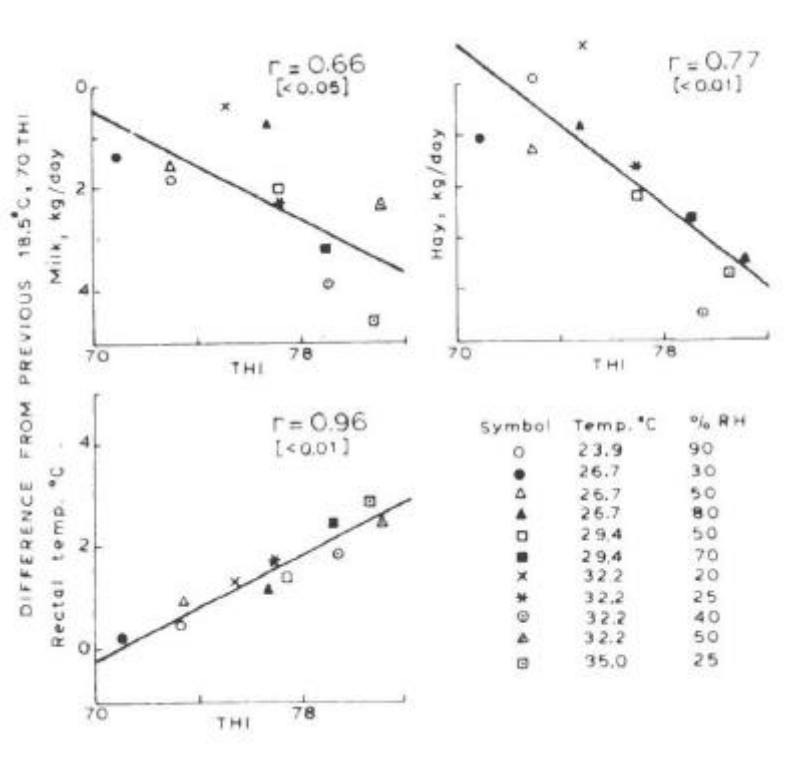 r = 0.66
[<0.05]
0
2
4
70
78
THI
Milk, kg/day
r = 0.77
[<0.01]
70
78
THI
Hay, kg/day
DIFFERENCE FROM PREVIOUS 18.5°C, 70 THI.
r = 0.96
[<0.01]
4
2
0
70
78
THI
Rectal temp. °C
Symbol Temp. °C % RH
23.9 90
26.7 30
26.7 50
26.7 80
29.4 50
29.4 70
32.2 20
32.2 25
32.2 40
32.2 50
35.0 25